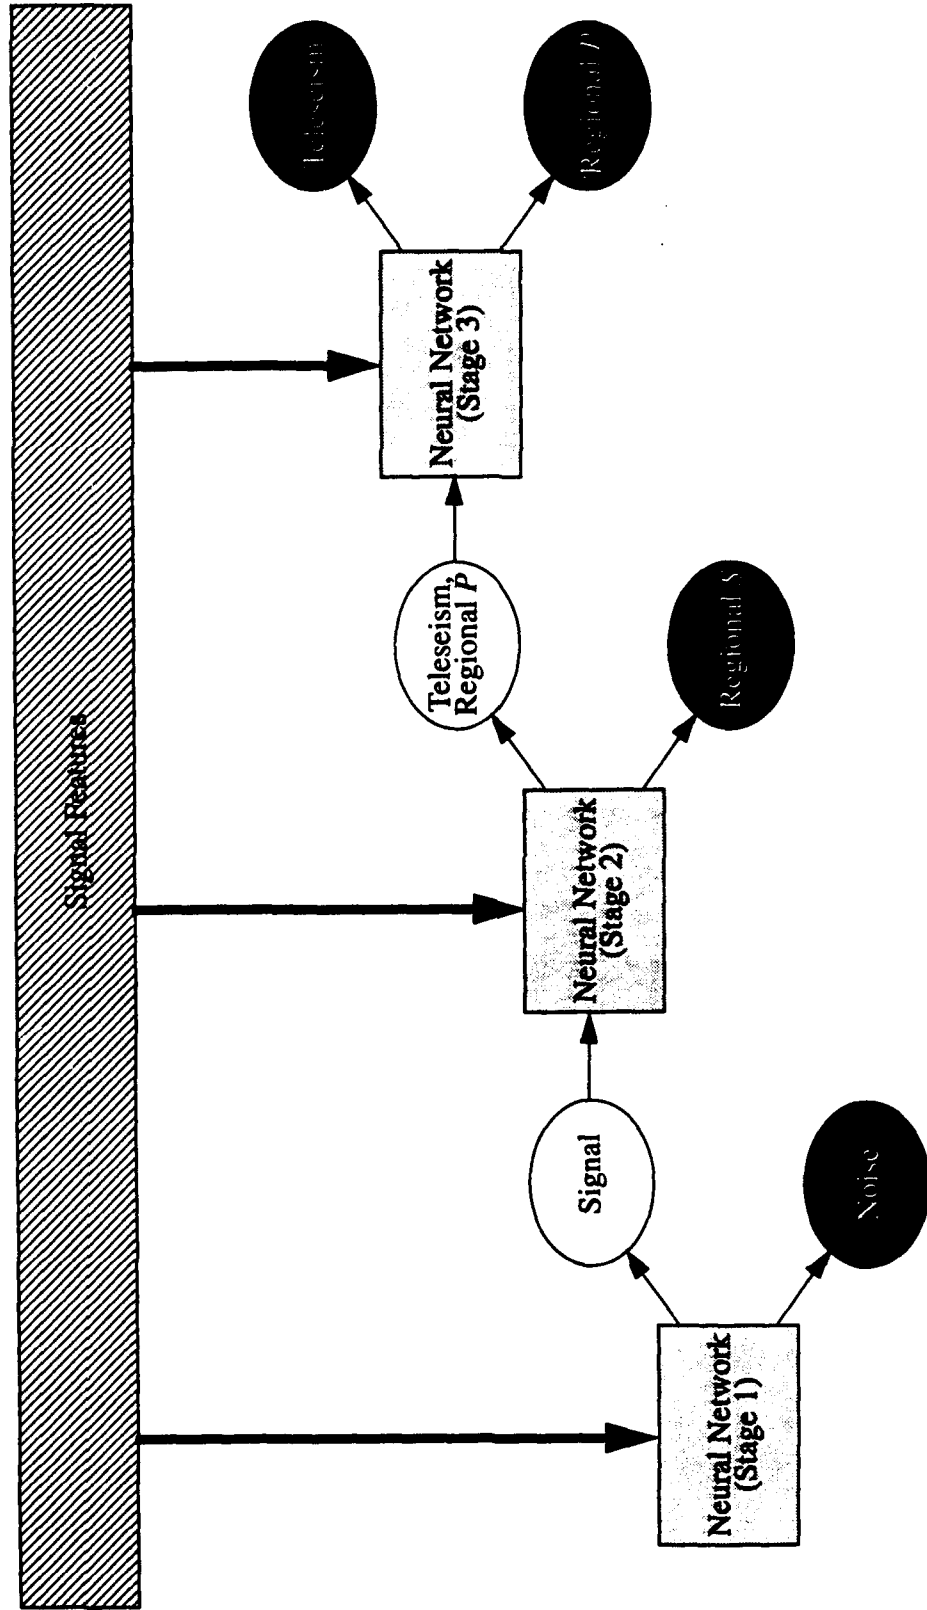 Signal Features
Neural Network
(Stage 1)
Signal
Noise
Neural Network
(Stage 2)
Teleseism,
Regional P
Regional S
Neural Network
(Stage 3)
Teleseism
Regional P